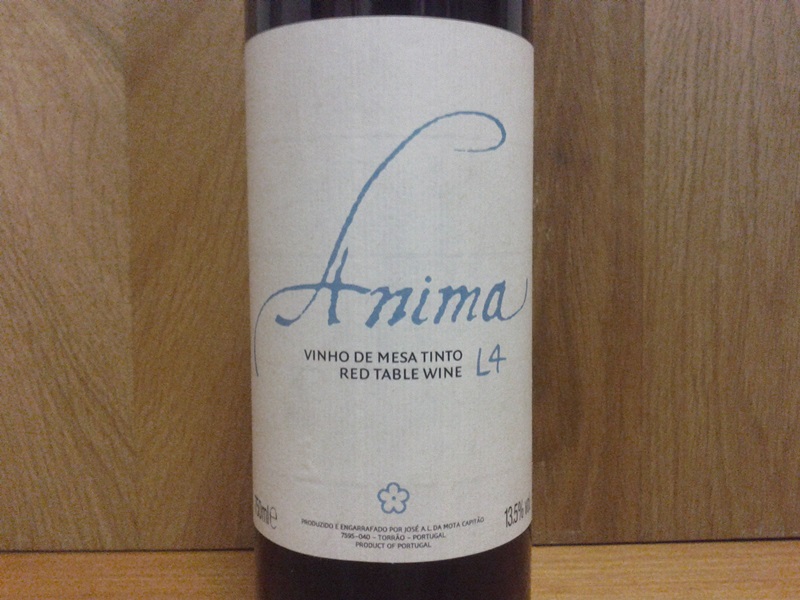 Anima
VINHO DE MESA TINTO L4
RED TABLE WINE
750ml e
13.5% vol.
PRODUZIDO E ENGARRAFADO POR JOSÉ A.L. DA MOTA CAPITÃO
7595-040 - TORRÃO - PORTUGAL
PRODUCT OF PORTUGAL